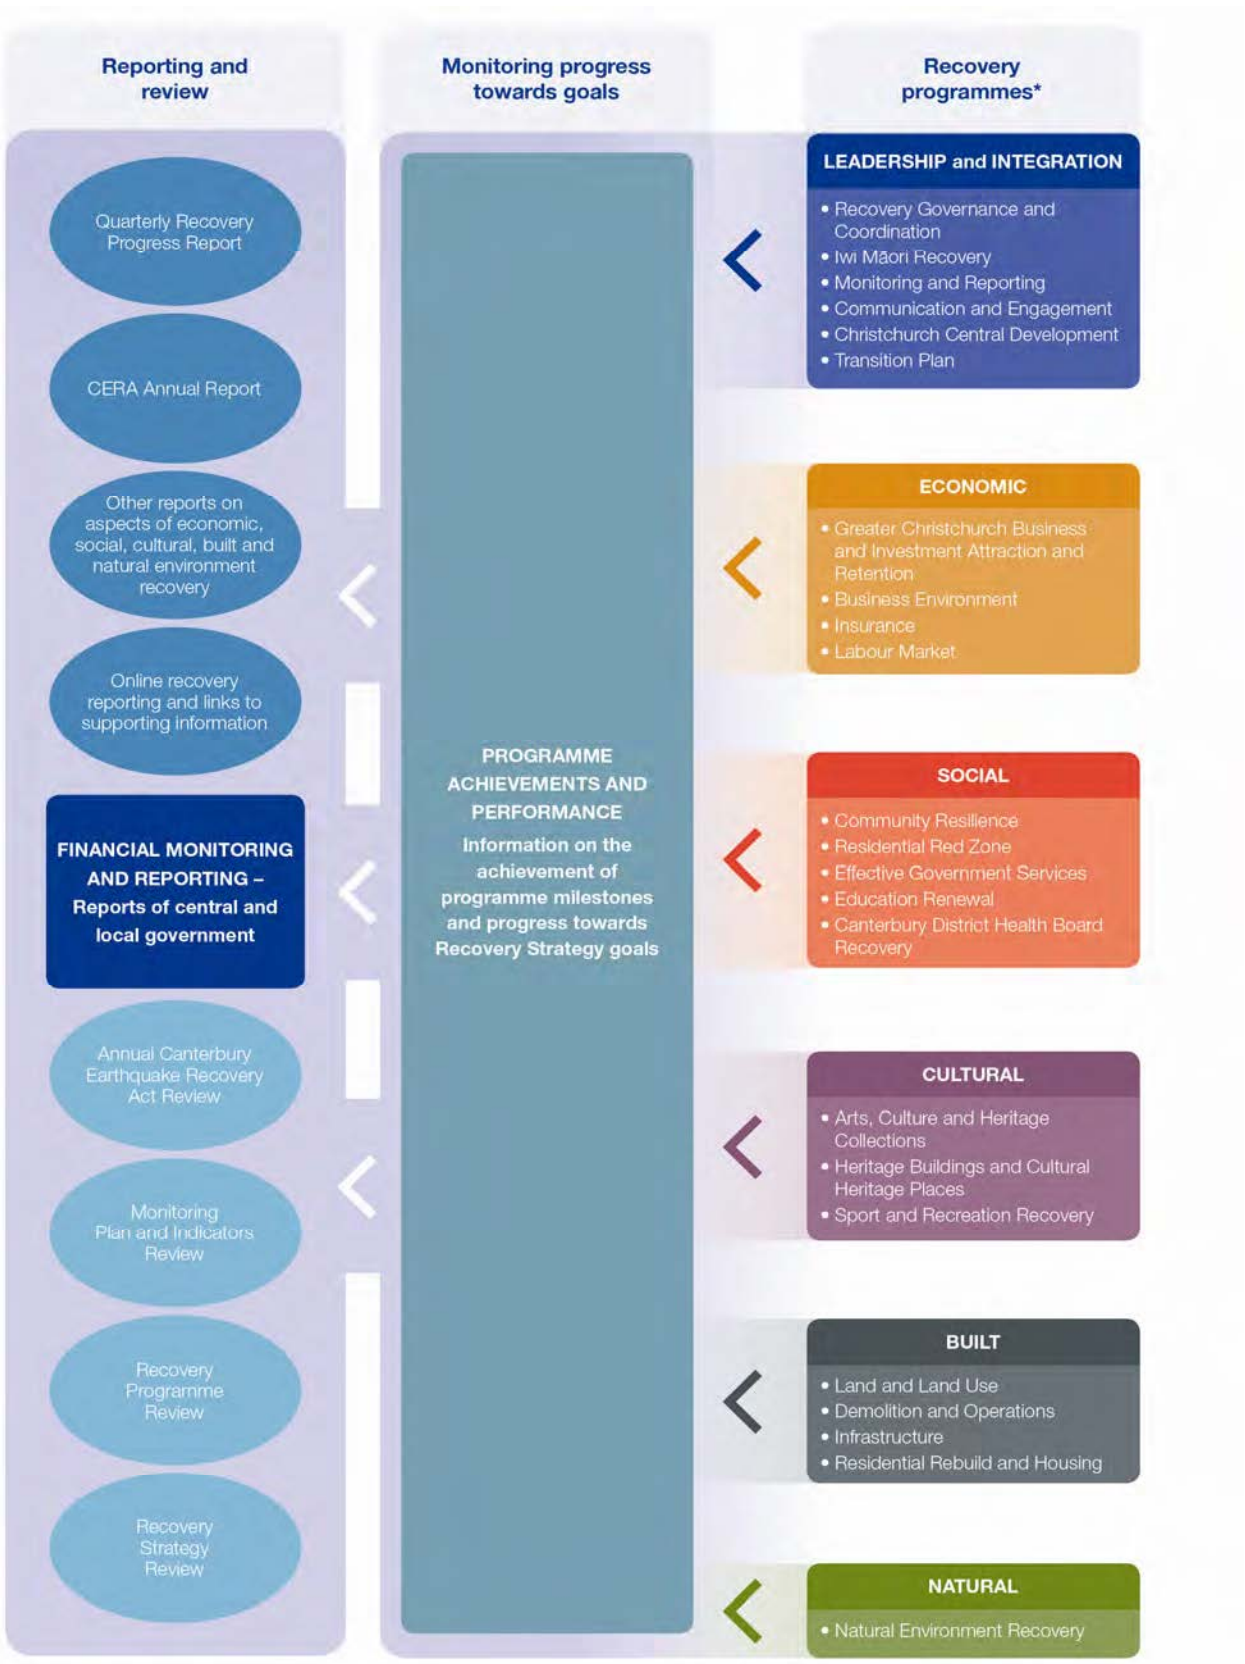 Reporting and
review
Quarterly Recovery
Progress Report
CERA Annual Report
Other reports on
aspects of economic,
social, cultural, built and
natural environment
recovery
Online recovery
reporting and links to
supporting information
FINANCIAL MONITORING
AND REPORTING –
Reports of central and
local government
Annual Canterbury
Earthquake Recovery
Act Review
Monitoring
Plan and Indicators
Review
Recovery
Programme
Review
Recovery
Strategy
Review
Monitoring progress
towards goals
PROGRAMME
ACHIEVEMENTS AND
PERFORMANCE
Information on the
achievement of
programme milestones
and progress towards
Recovery Strategy goals
Recovery
programmes*
LEADERSHIP and INTEGRATION
• Recovery Governance and
Coordination
• Iwi Māori Recovery
• Monitoring and Reporting
• Communication and Engagement
• Christchurch Central Development
• Transition Plan
ECONOMIC
• Greater Christchurch Business
and Investment Attraction and
Retention
• Business Environment
• Insurance
• Labour Market
SOCIAL
• Community Resilience
• Residential Red Zone
• Effective Government Services
• Education Renewal
• Canterbury District Health Board
Recovery
CULTURAL
• Arts, Culture and Heritage
Collections
• Heritage Buildings and Cultural
Heritage Places
• Sport and Recreation Recovery
BUILT
• Land and Land Use
• Demolition and Operations
• Infrastructure
• Residential Rebuild and Housing
NATURAL
• Natural Environment Recovery